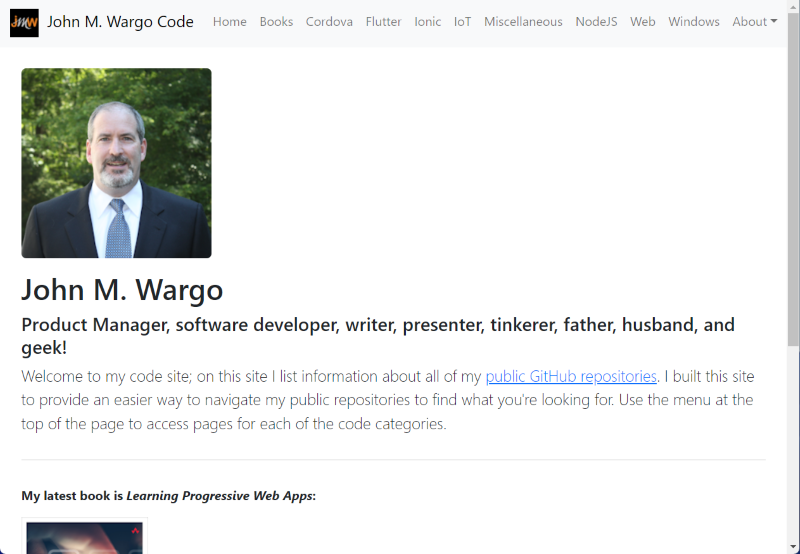 JMW John M. Wargo Code Home Books Cordova Flutter Ionic IoT Miscellaneous NodeJS Web Windows About
John M. Wargo
Product Manager, software developer, writer, presenter, tinkerer, father, husband, and
geek!
Welcome to my code site; on this site I list information about all of my public GitHub repositories. I built this site
to provide an easier way to navigate my public repositories to find what you're looking for. Use the menu at the
top of the page to access pages for each of the code categories.
My latest book is Learning Progressive Web Apps: